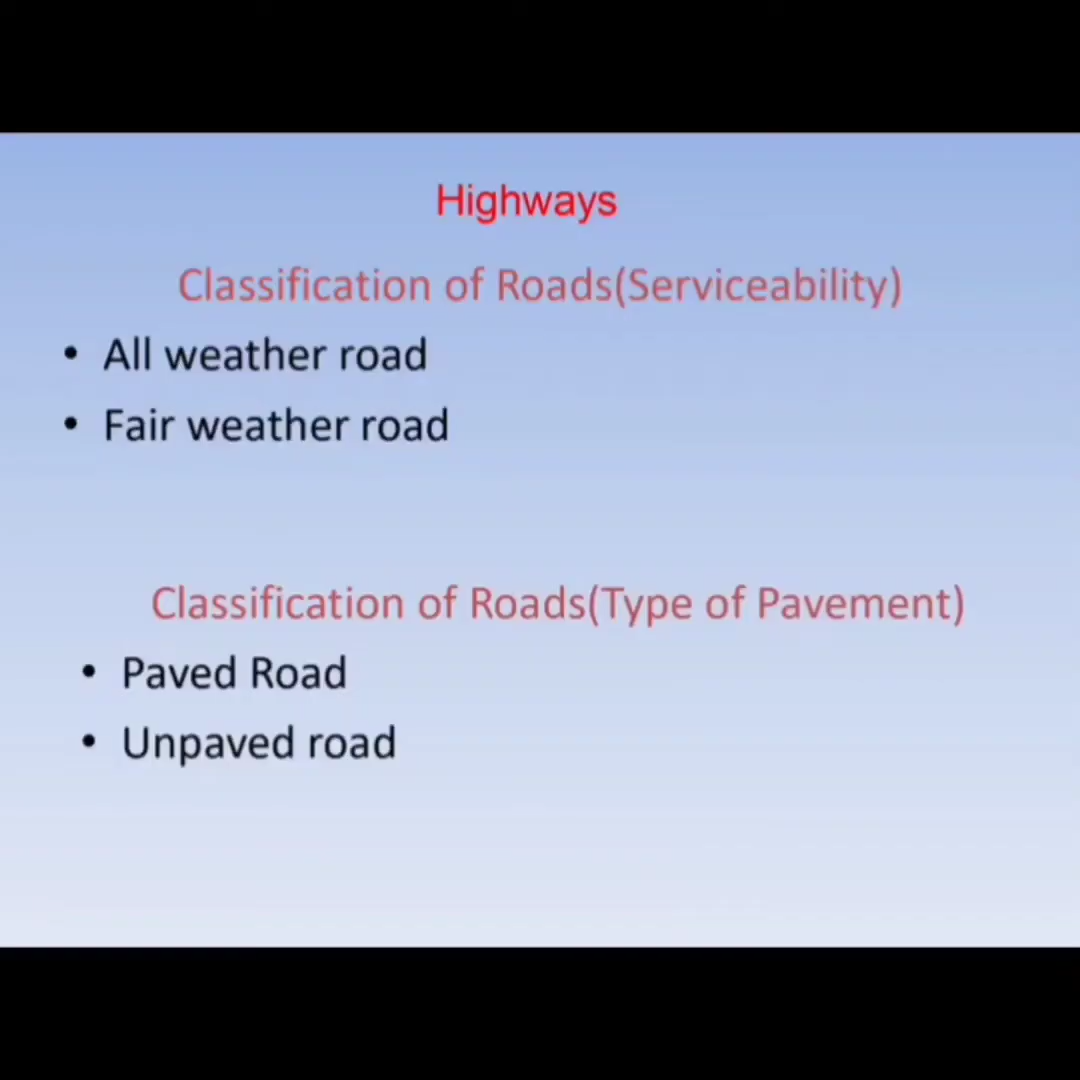 Highways
Classification of Roads(Serviceability)
• All weather road
• Fair weather road
Classification of Roads(Type of Pavement)
• Paved Road
• Unpaved road